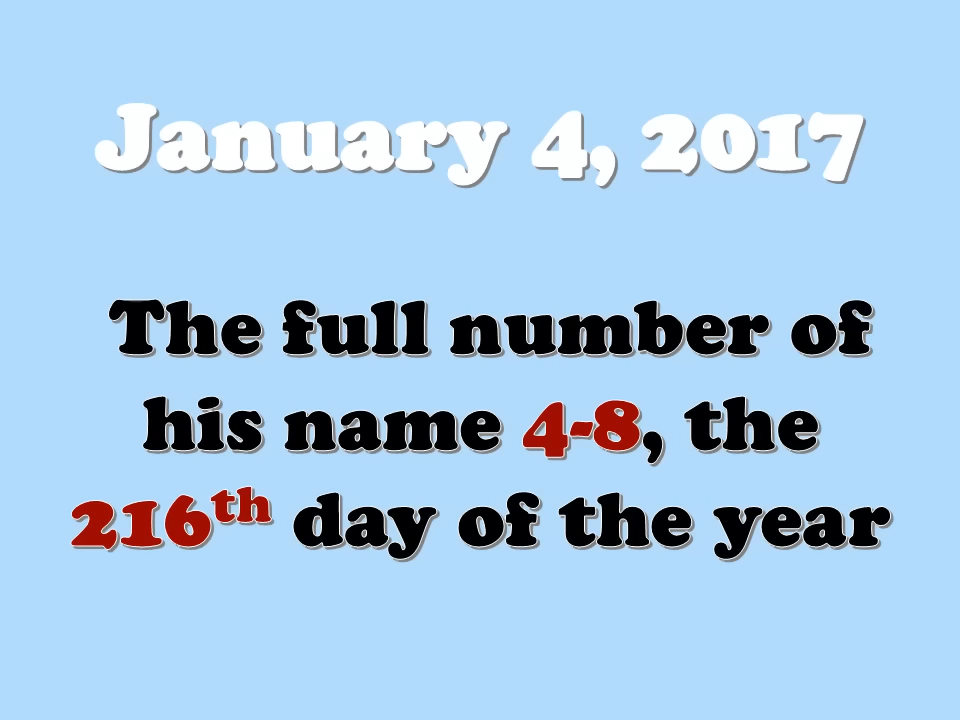 January 4, 2017
The full number of
his name 4-8, the
216th day of the year